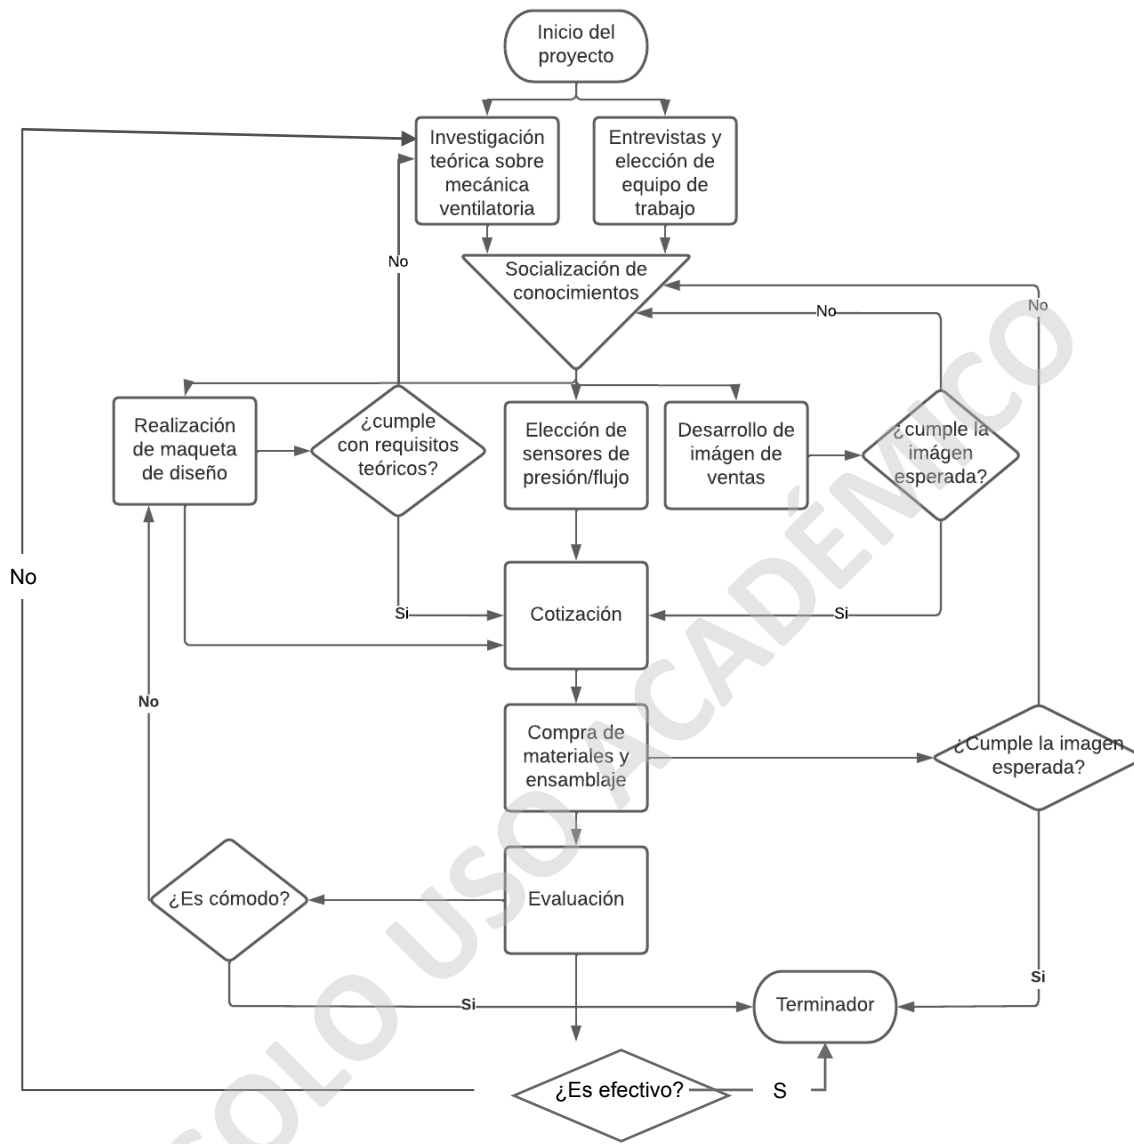 Inicio del
proyecto
Investigación
teórica sobre
mecánica
ventilatoria
Entrevistas y
elección de
equipo de
trabajo
No
Socialización de
conocimientos
No
No
Realización
de maqueta
de diseño
¿cumple
con requisitos
teóricos?
Elección de
sensores de
presión/flujo
Desarrollo de
imágen de
ventas
¿cumple la
imágen
esperada?
No
Si
Cotización
Si
No
Compra de
materiales y
ensamblaje
¿Cumple la imagen
esperada?
¿Es cómodo?
Evaluación
Si
Si
Terminador
¿Es efectivo?
S
SOLO USO ACADÉMICO